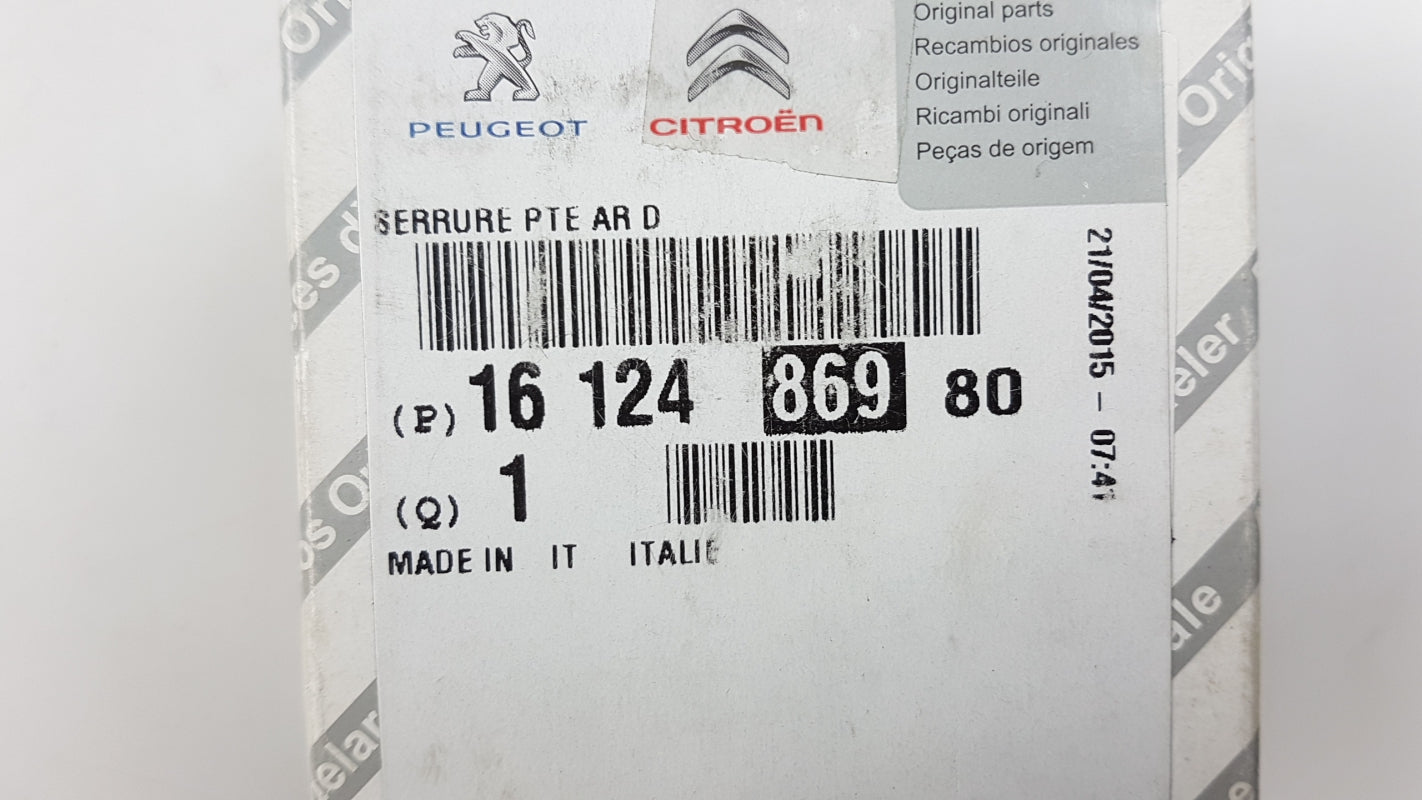 PEUGEOT
CITROËN
Original parts
Recambios originales
Originalteile
Ricambi originali
Peças de origem
SERRURE PTE AR D
21/04/2015 - 07:41
(P) 16 124 869 80
(Q) 1
MADE IN IT ITALIE